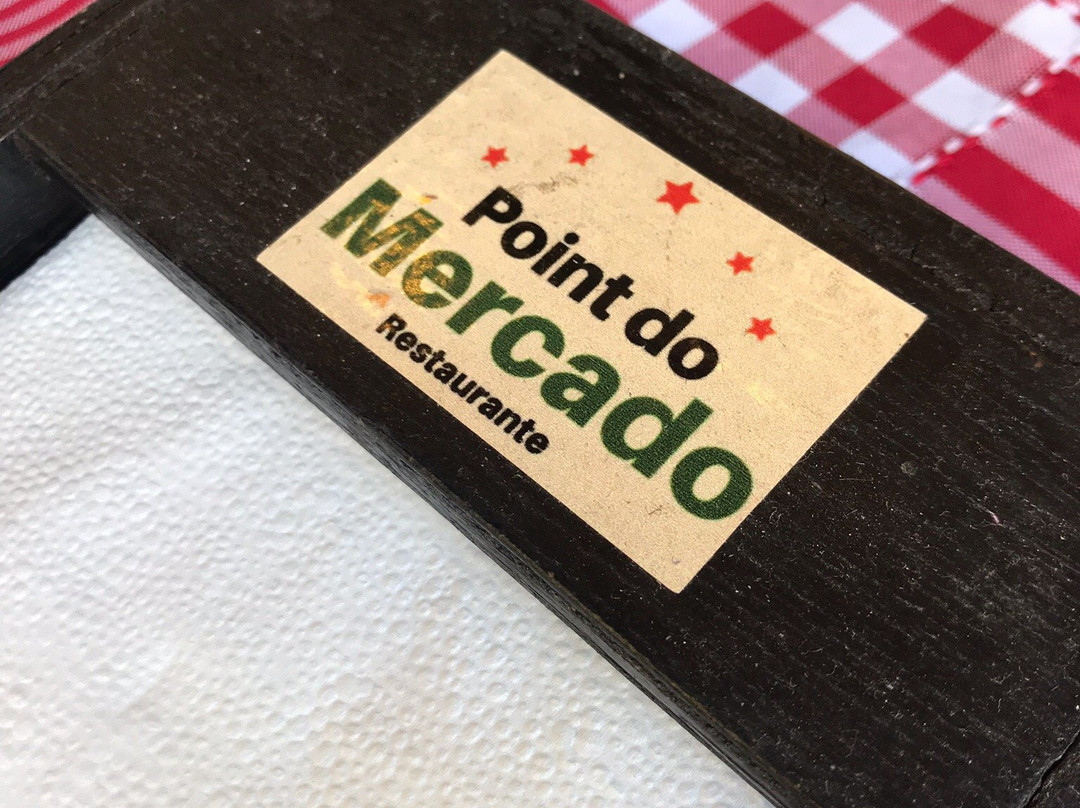 Point do
Mercado
Restaurante